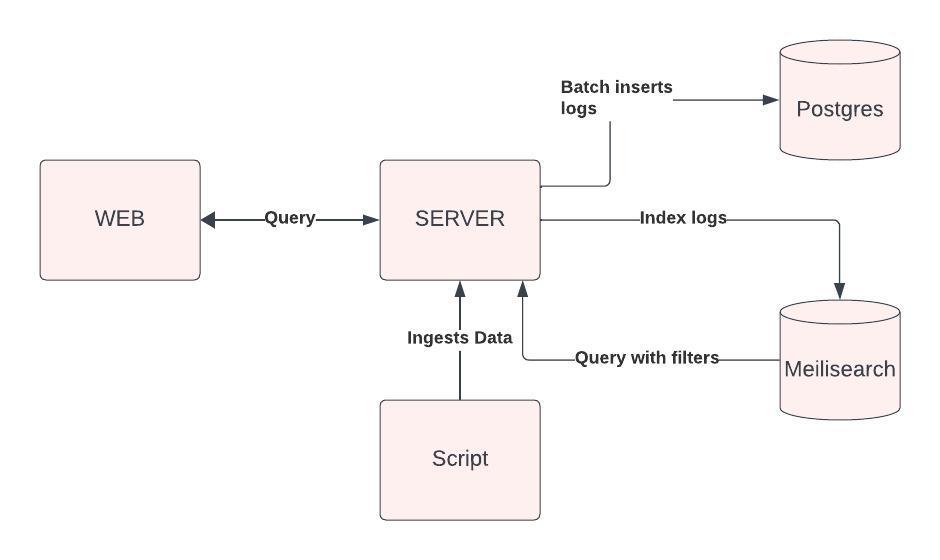 Batch inserts
logs
Postgres
WEB
Query
SERVER
Index logs
Ingests Data
Query with filters
Meilisearch
Script